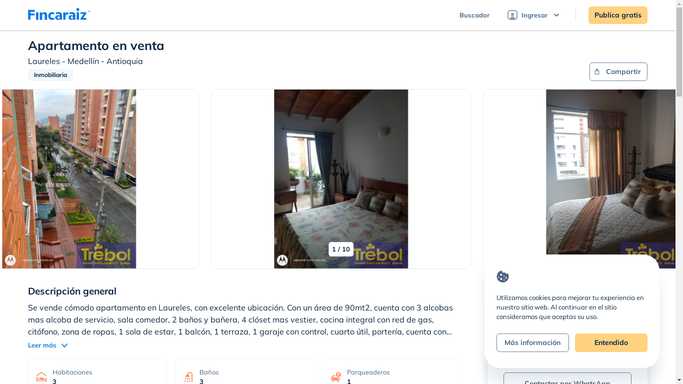 Fincaraiz
Buscador
Ingresar
Publica gratis
Apartamento en venta
Laureles - Medellín - Antioquia
Inmobiliaria
Compartir
Trébol
Trébol
Trébol
1 / 10
Descripción general
Se vende cómodo apartamento en Laureles, con excelente ubicación. Con un área de 90mt2, cuenta con 3 alcobas
mas alcoba de servicio, sala comedor, 2 baños y bañera, 4 clóset mas vestier, cocina integral con red de gas,
citófono, zona de ropas, 1 sala de estar, 1 balcón, 1 terraza, 1 garaje con control, cuarto útil, portería, cuenta con...
Leer más
Habitaciones
3
Baños
3
Parqueaderos
1
Utilizamos cookies para mejorar tu experiencia en
nuestro sitio web. Al continuar en el sitio
consideramos que aceptas su uso.
Más información
Entendido
Contactar por WhatsApp